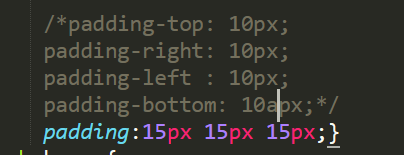 /*padding-top: 10px;
padding-right: 10px;
padding-left : 10px;
padding-bottom: 10apx;*/
padding:15px 15px 15px;}